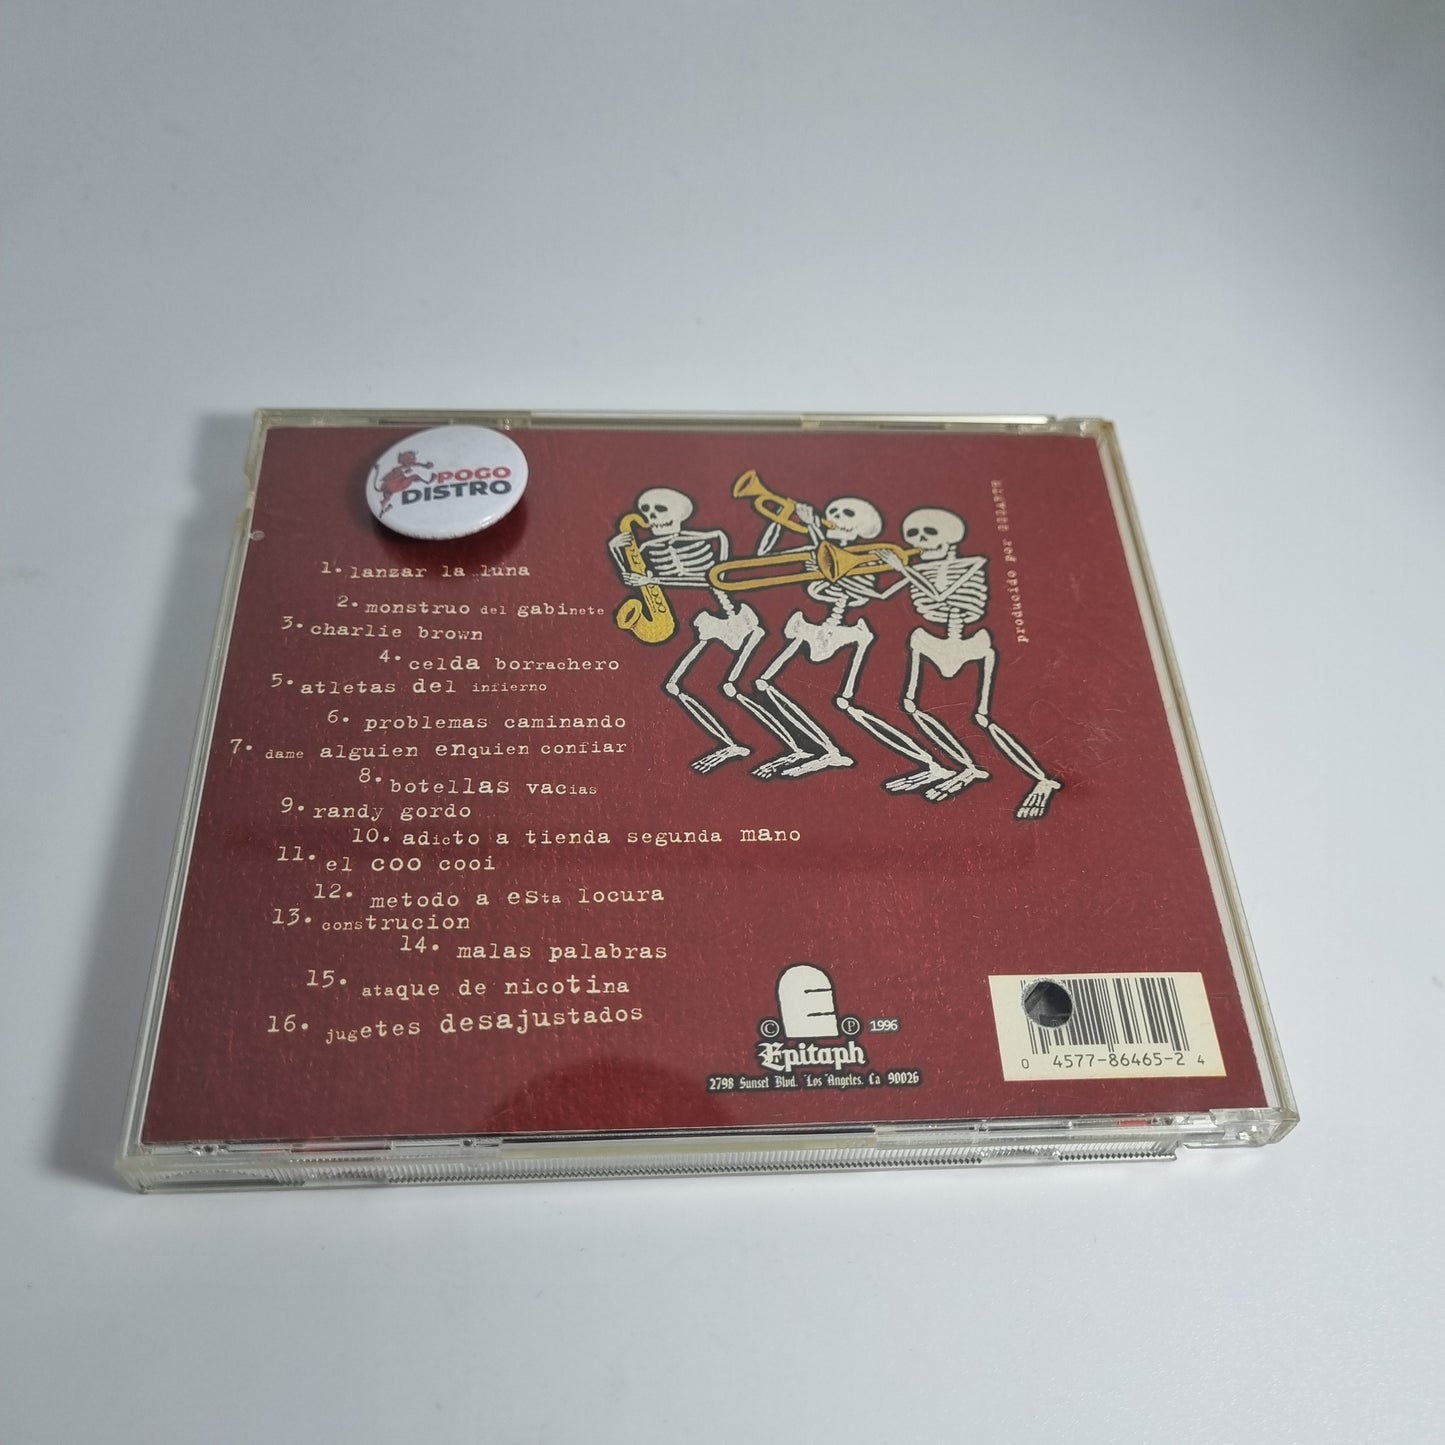 POGO
DISTRO
1. lanzar la luna
2. monstruo del gabinete
3. charlie brown
4. celda borrachero
5. atletas del infierno
6. problemas caminando
7. dame alguien enquien confiar
8. botellas vacias
9. randy gordo
10. adicto a tienda segunda mano
11. el coo cooi
12. metodo a esta locura
13. construcion
14. malas palabras
15. ataque de nicotina
16. jugetes desajustados
producido por
E
© ℗ 1996
Epitaph
2798 Sunset Blvd. Los Angeles, Ca 90026
0 4577-86465-2 4